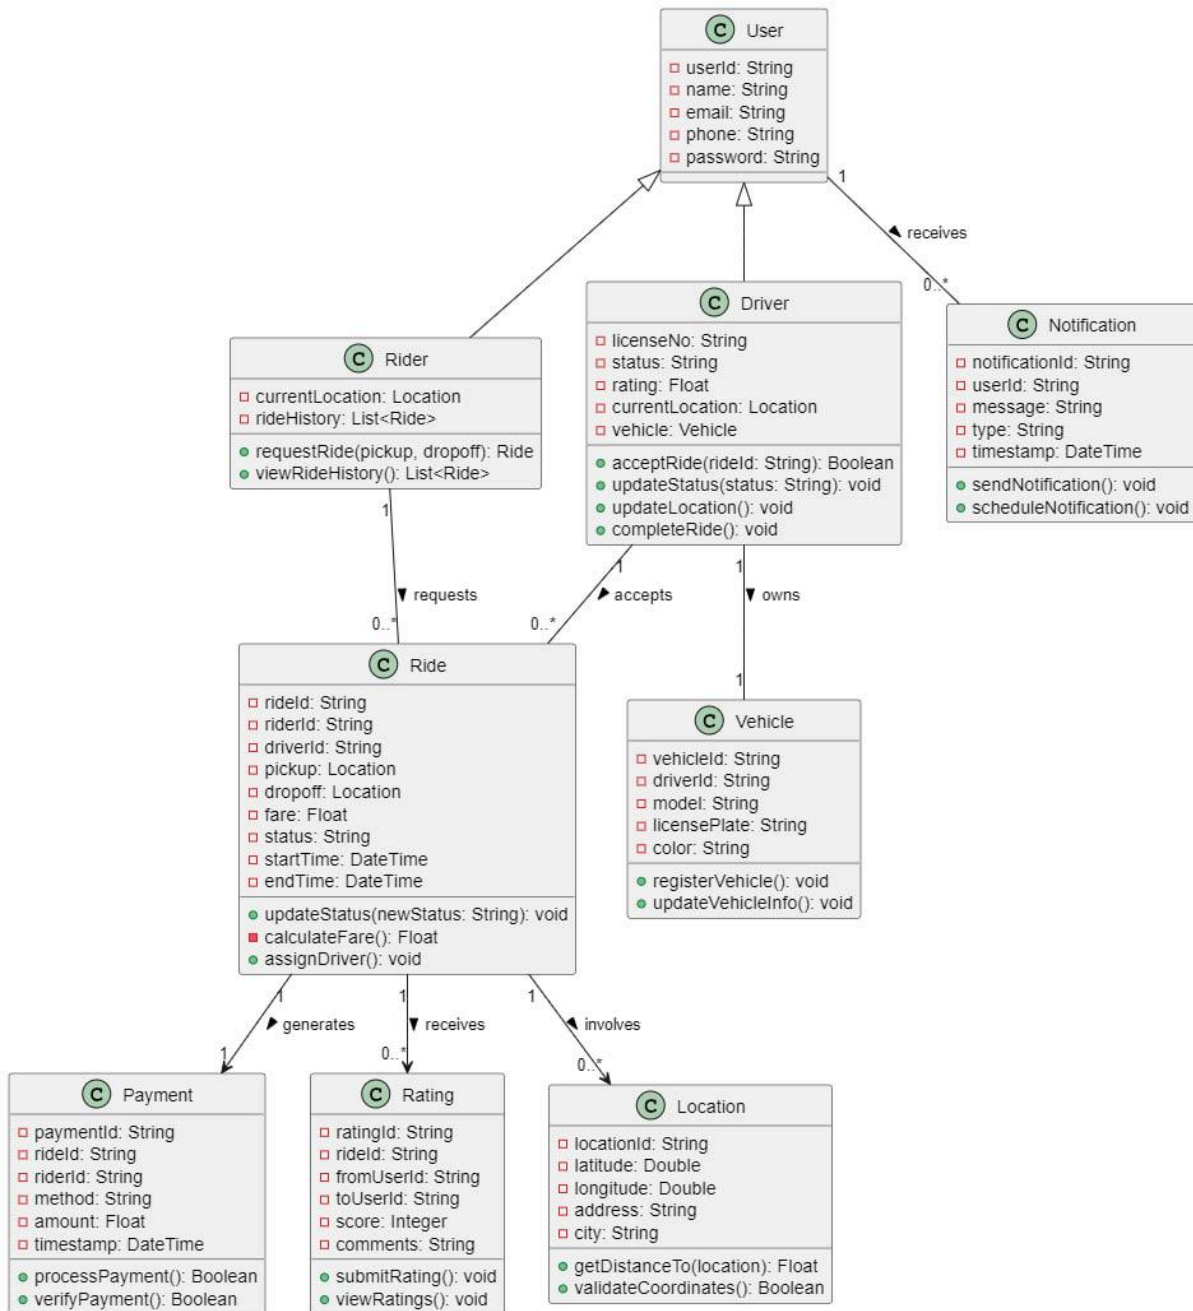 C User
userId: String
name: String
email: String
phone: String
password: String
1
receives
0..*
C Driver
licenseNo: String
status: String
rating: Float
currentLocation: Location
vehicle: Vehicle
acceptRide(rideId: String): Boolean
updateStatus(status: String): void
updateLocation(): void
completeRide(): void
C Notification
notificationId: String
userId: String
message: String
type: String
timestamp: DateTime
sendNotification(): void
scheduleNotification(): void
C Rider
currentLocation: Location
rideHistory: List<Ride>
requestRide(pickup, dropoff): Ride
viewRideHistory(): List<Ride>
1
requests
0..*
1
accepts
0..*
1
owns
1
C Ride
rideId: String
riderId: String
driverId: String
pickup: Location
dropoff: Location
fare: Float
status: String
startTime: DateTime
endTime: DateTime
updateStatus(newStatus: String): void
calculateFare(): Float
assignDriver(): void
C Vehicle
vehicleId: String
driverId: String
model: String
licensePlate: String
color: String
registerVehicle(): void
updateVehicleInfo(): void
1
generates
1
1
receives
0..*
1
involves
0..*
C Payment
paymentId: String
rideId: String
riderId: String
method: String
amount: Float
timestamp: DateTime
processPayment(): Boolean
verifyPayment(): Boolean
C Rating
ratingId: String
rideId: String
fromUserId: String
toUserId: String
score: Integer
comments: String
submitRating(): void
viewRatings(): void
C Location
locationId: String
latitude: Double
longitude: Double
address: String
city: String
getDistanceTo(location): Float
validateCoordinates(): Boolean